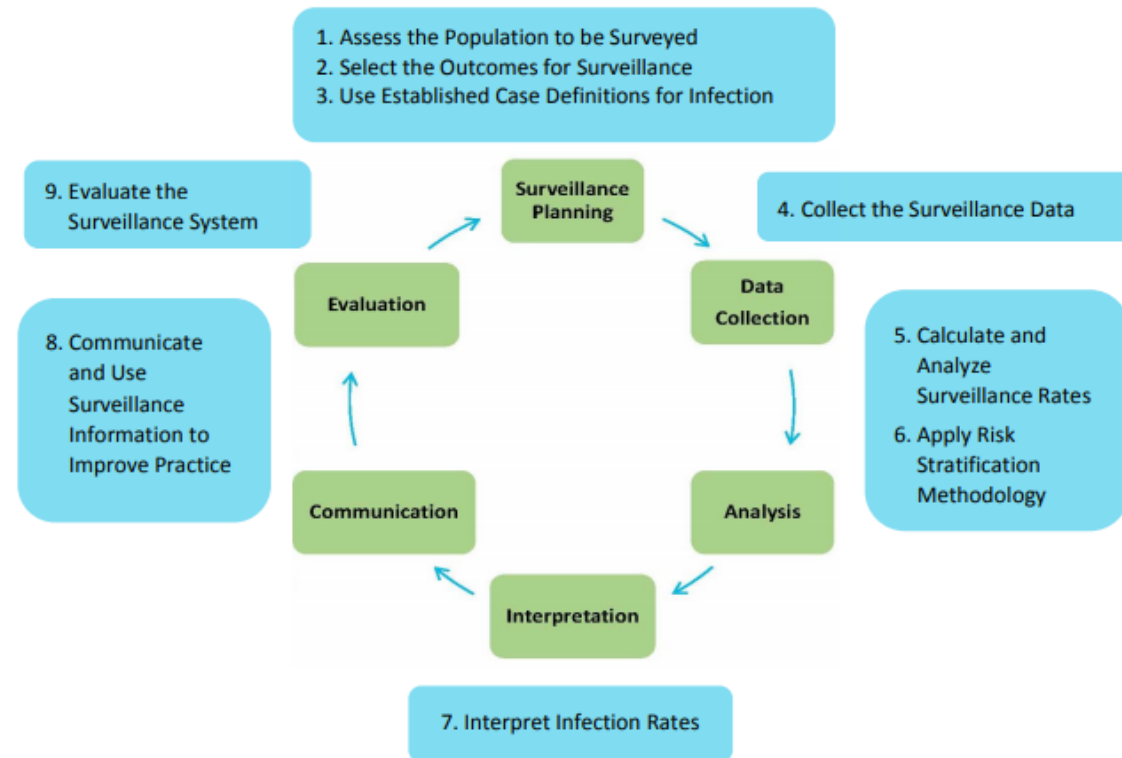 1. Assess the Population to be Surveyed
2. Select the Outcomes for Surveillance
3. Use Established Case Definitions for Infection
Surveillance
Planning
4. Collect the Surveillance Data
Data
Collection
5. Calculate and
Analyze
Surveillance Rates
6. Apply Risk
Stratification
Methodology
Analysis
Interpretation
7. Interpret Infection Rates
Communication
8. Communicate
and Use
Surveillance
Information to
Improve Practice
Evaluation
9. Evaluate the
Surveillance System